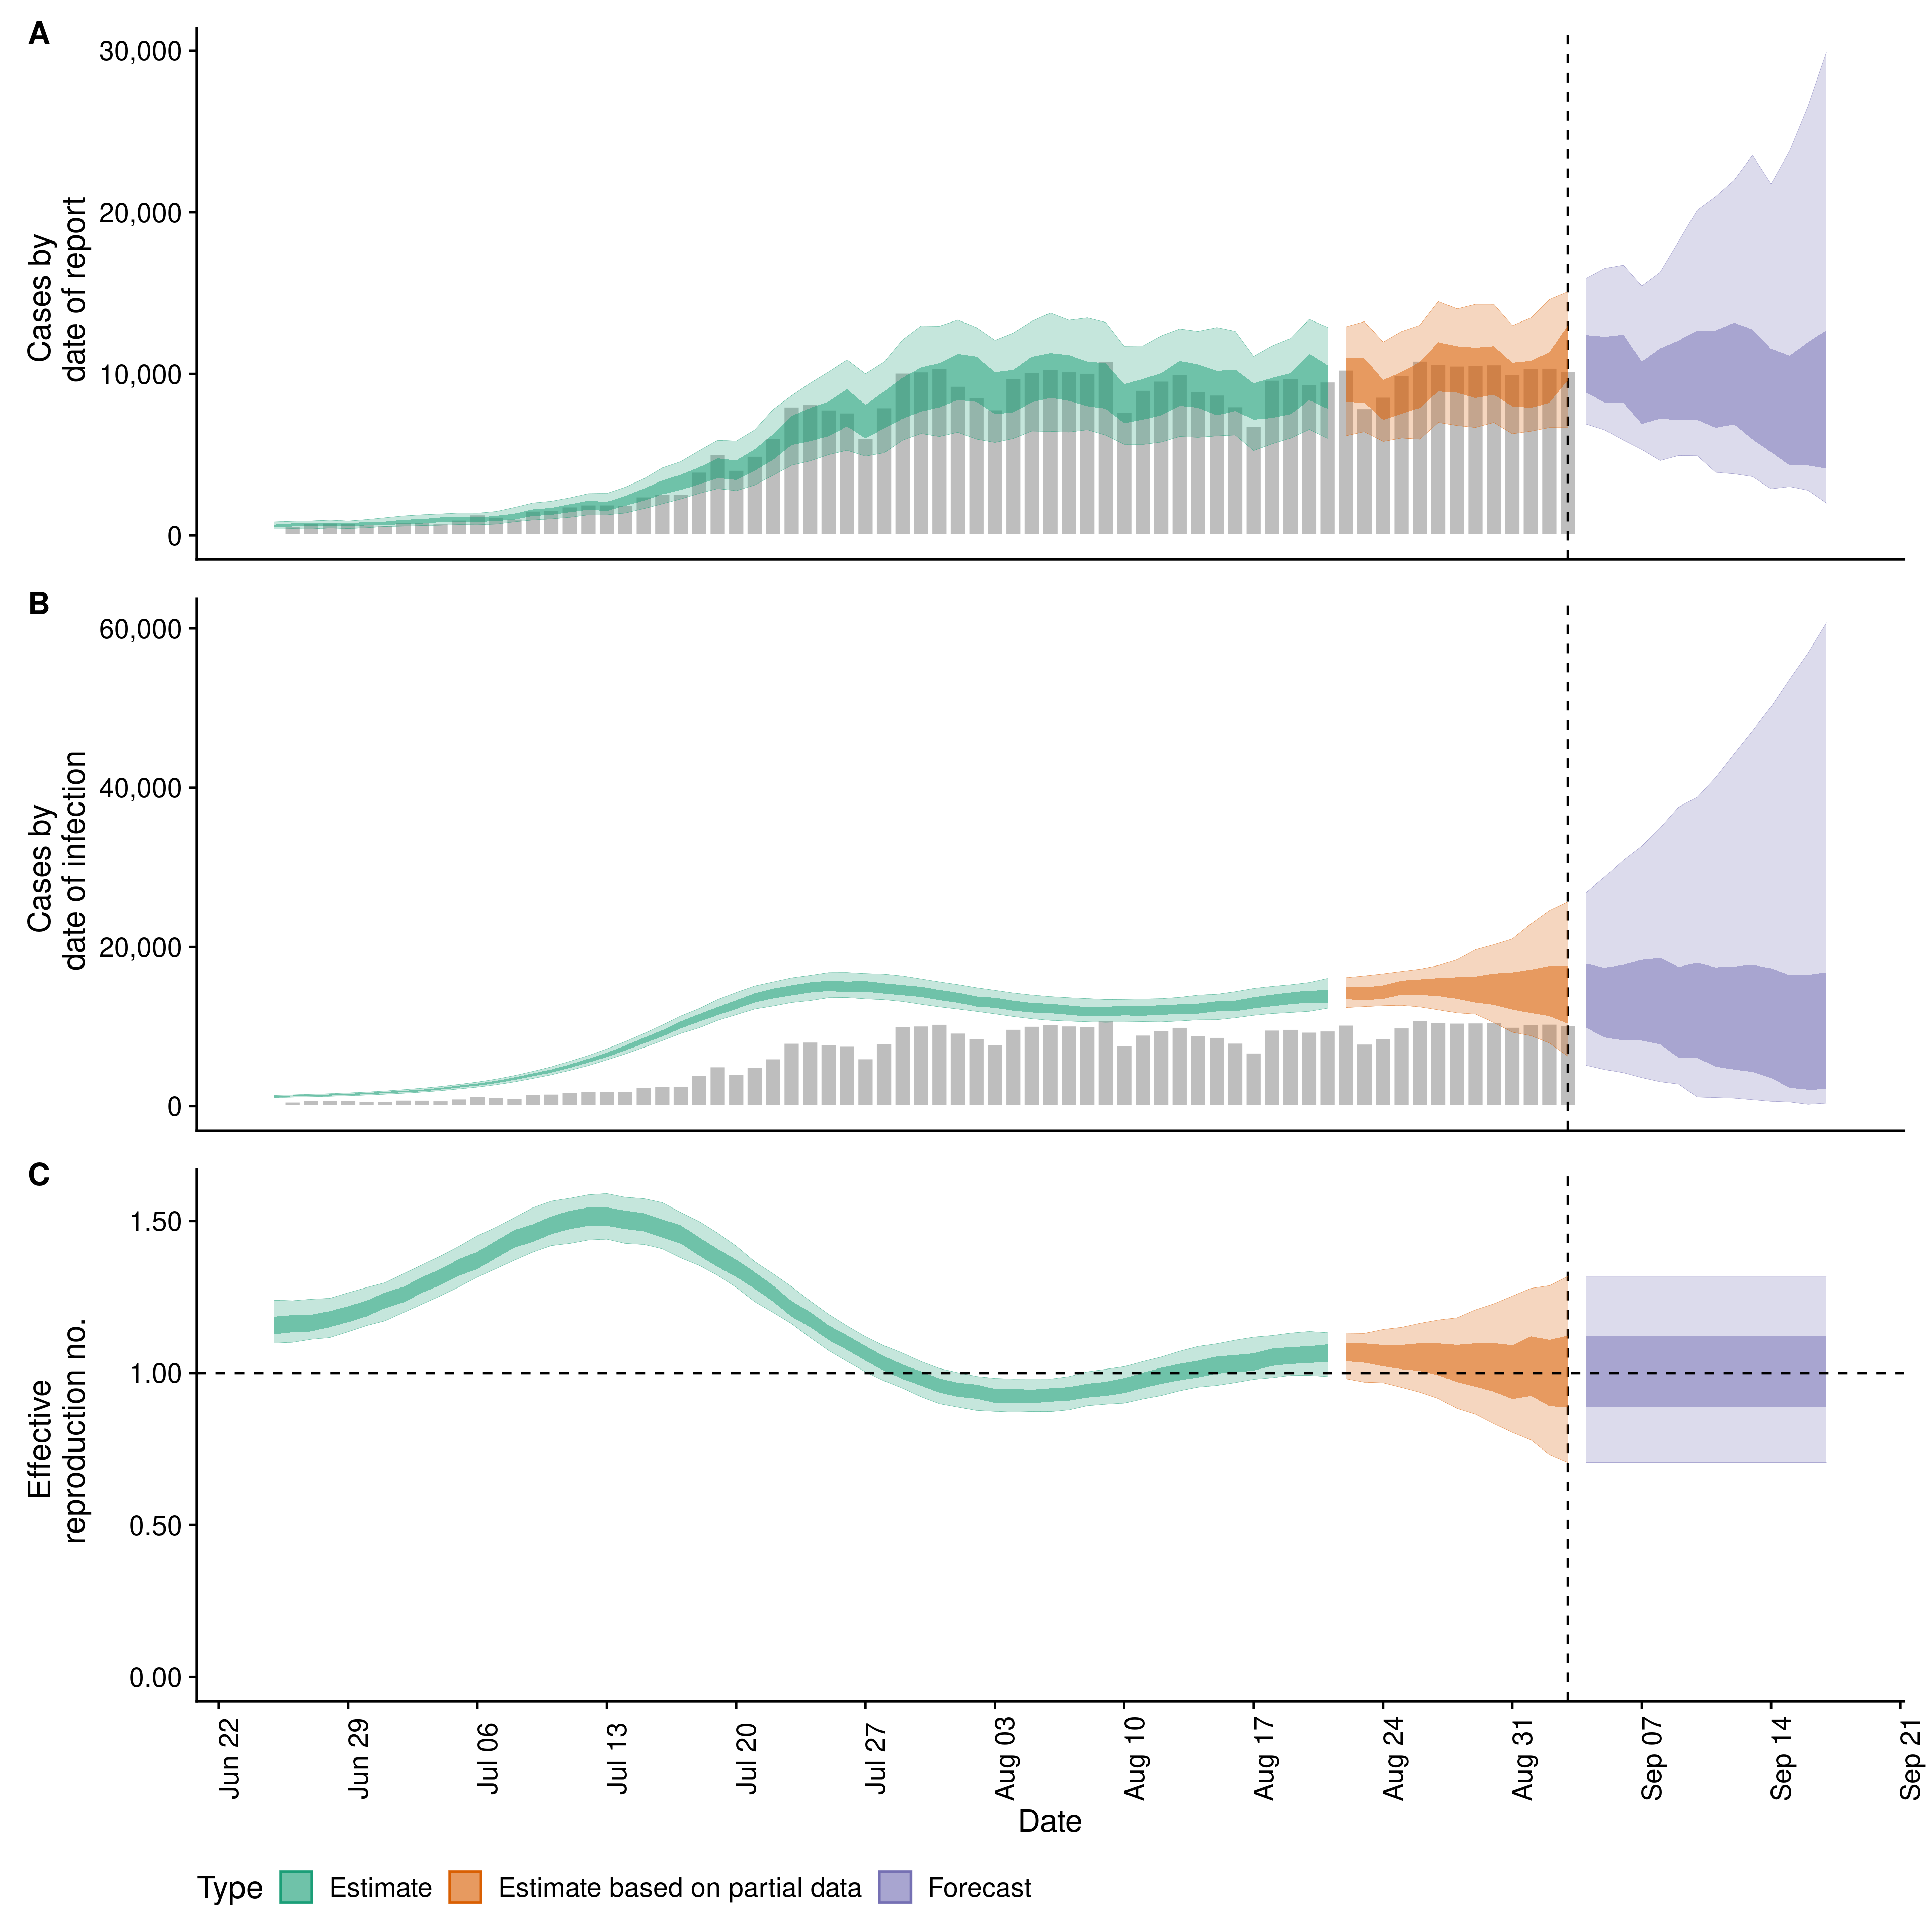 A
30,000
20,000
10,000
0
Cases by
date of report
B
60,000
40,000
20,000
0
Cases by
date of infection
C
1.50
1.00
0.50
0.00
Effective
reproduction no.
Jun 22
Jun 29
Jul 06
Jul 13
Jul 20
Jul 27
Aug 03
Aug 10
Aug 17
Aug 24
Aug 31
Sep 07
Sep 14
Sep 21
Date
Type Estimate Estimate based on partial data Forecast